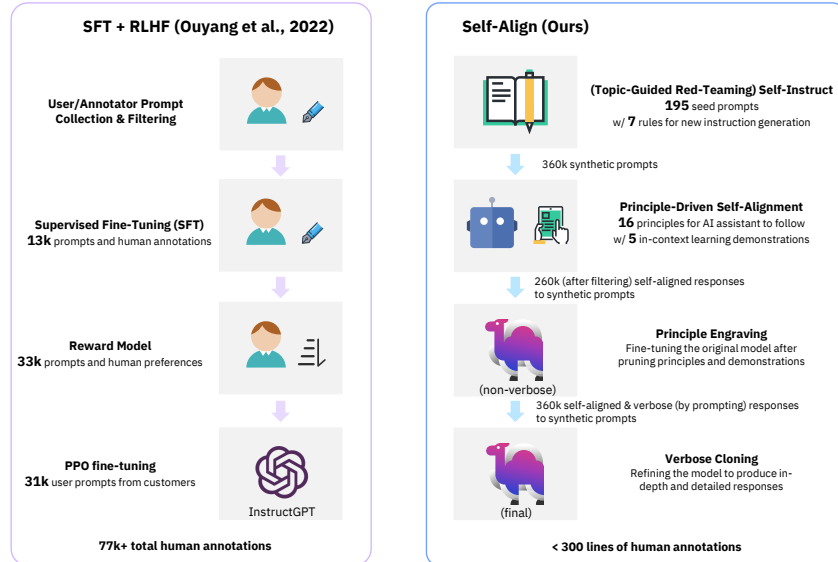 SFT + RLHF (Ouyang et al., 2022)
User/Annotator Prompt
Collection & Filtering
Supervised Fine-Tuning (SFT)
13k prompts and human annotations
Reward Model
33k prompts and human preferences
PPO fine-tuning
31k user prompts from customers
InstructGPT
77k+ total human annotations
Self-Align (Ours)
(Topic-Guided Red-Teaming) Self-Instruct
195 seed prompts
w/ 7 rules for new instruction generation
360k synthetic prompts
Principle-Driven Self-Alignment
16 principles for AI assistant to follow
w/ 5 in-context learning demonstrations
260k (after filtering) self-aligned responses
to synthetic prompts
Principle Engraving
Fine-tuning the original model after
pruning principles and demonstrations
(non-verbose)
360k self-aligned & verbose (by prompting) responses
to synthetic prompts
Verbose Cloning
Refining the model to produce in-
depth and detailed responses
(final)
< 300 lines of human annotations